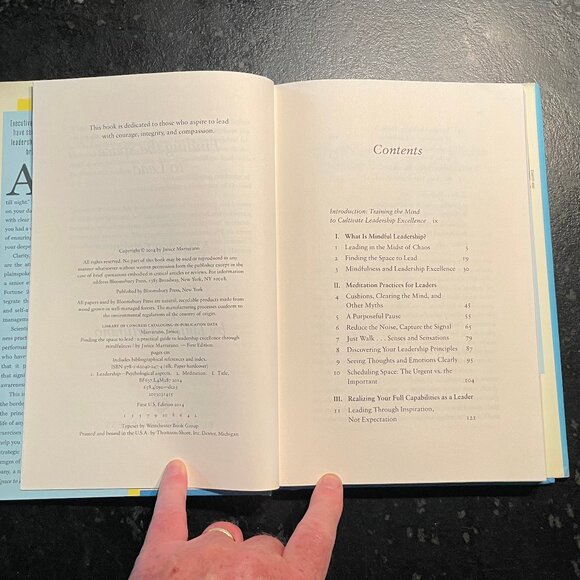 This book is dedicated to those who aspire to lead
with courage, integrity, and compassion.
Copyright © 2014 by Janice Marturano
All rights reserved. No part of this book may be used or reproduced in any
manner whatsoever without written permission from the publisher except in the
case of brief quotations embodied in critical articles or reviews. For information
address Bloomsbury Press, 1385 Broadway, New York, NY 10018.
Published by Bloomsbury Press, New York
All papers used by Bloomsbury Press are natural, recyclable products made from
wood grown in well-managed forests. The manufacturing processes conform to
the environmental regulations of the country of origin.
LIBRARY OF CONGRESS CATALOGING-IN-PUBLICATION DATA
Marturano, Janice.
Finding the space to lead : a practical guide to leadership excellence through
mindfulness / by Janice Marturano. — First Edition.
pages cm
Includes bibliographical references and index.
(alk. Paper hardcover)
1. Leadership—Psychological aspects. 2. Meditation. I. Title.
2014
First U.S. Edition 2014
1 3 5 7 9 10 8 6 4 2
Typeset by Westchester Book Group.
Printed and bound in the U.S.A. by Thomson-Shore, Inc. Dexter, Michigan
Contents
Introduction: Training the Mind
to Cultivate Leadership Excellence ix
I. What Is Mindful Leadership?
1 Leading in the Midst of Chaos 5
2 Finding the Space to Lead 19
3 Mindfulness and Leadership Excellence 30
II. Meditation Practices for Leaders
4 Cushions, Clearing the Mind, and
Other Myths 45
5 A Purposeful Pause 55
6 Reduce the Noise, Capture the Signal 65
7 Just Walk . . . Senses and Sensations 79
8 Discovering Your Leadership Principles 87
9 Seeing Thoughts and Emotions Clearly 95
10 Scheduling Space: The Urgent vs. the
Important 104
III. Realizing Your Full Capabilities as a Leader
11 Leading Through Inspiration,
Not Expectation 121